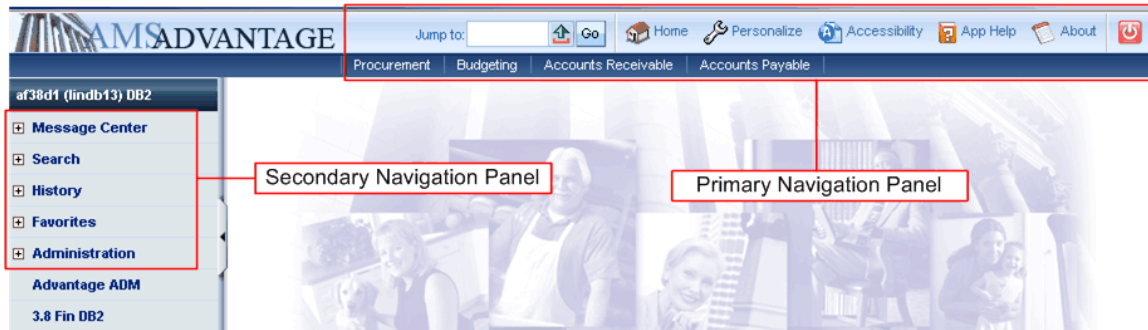 AMSADVANTAGE
Jump to: Go Home Personalize Accessibility App Help About
Procurement Budgeting Accounts Receivable Accounts Payable
af38d1 (lindb13) DB2
Message Center
Search
History
Favorites
Administration
Advantage ADM
3.8 Fin DB2
Secondary Navigation Panel
Primary Navigation Panel